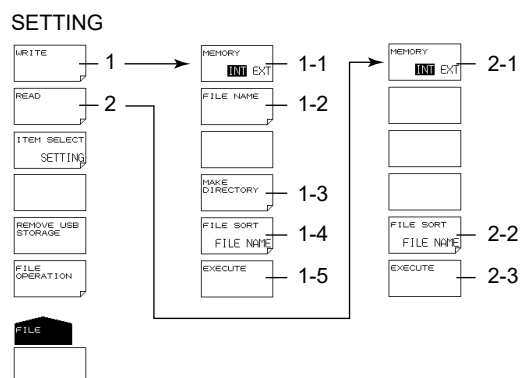 SETTING
WRITE
1
READ
2
ITEM SELECT
SETTING
REMOVE USB
STORAGE
FILE
OPERATION
FILE
MEMORY
INT EXT
1-1
FILE NAME
1-2
MAKE
DIRECTORY
1-3
FILE SORT
FILE NAME
1-4
EXECUTE
1-5
MEMORY
INT EXT
2-1
FILE SORT
FILE NAME
2-2
EXECUTE
2-3